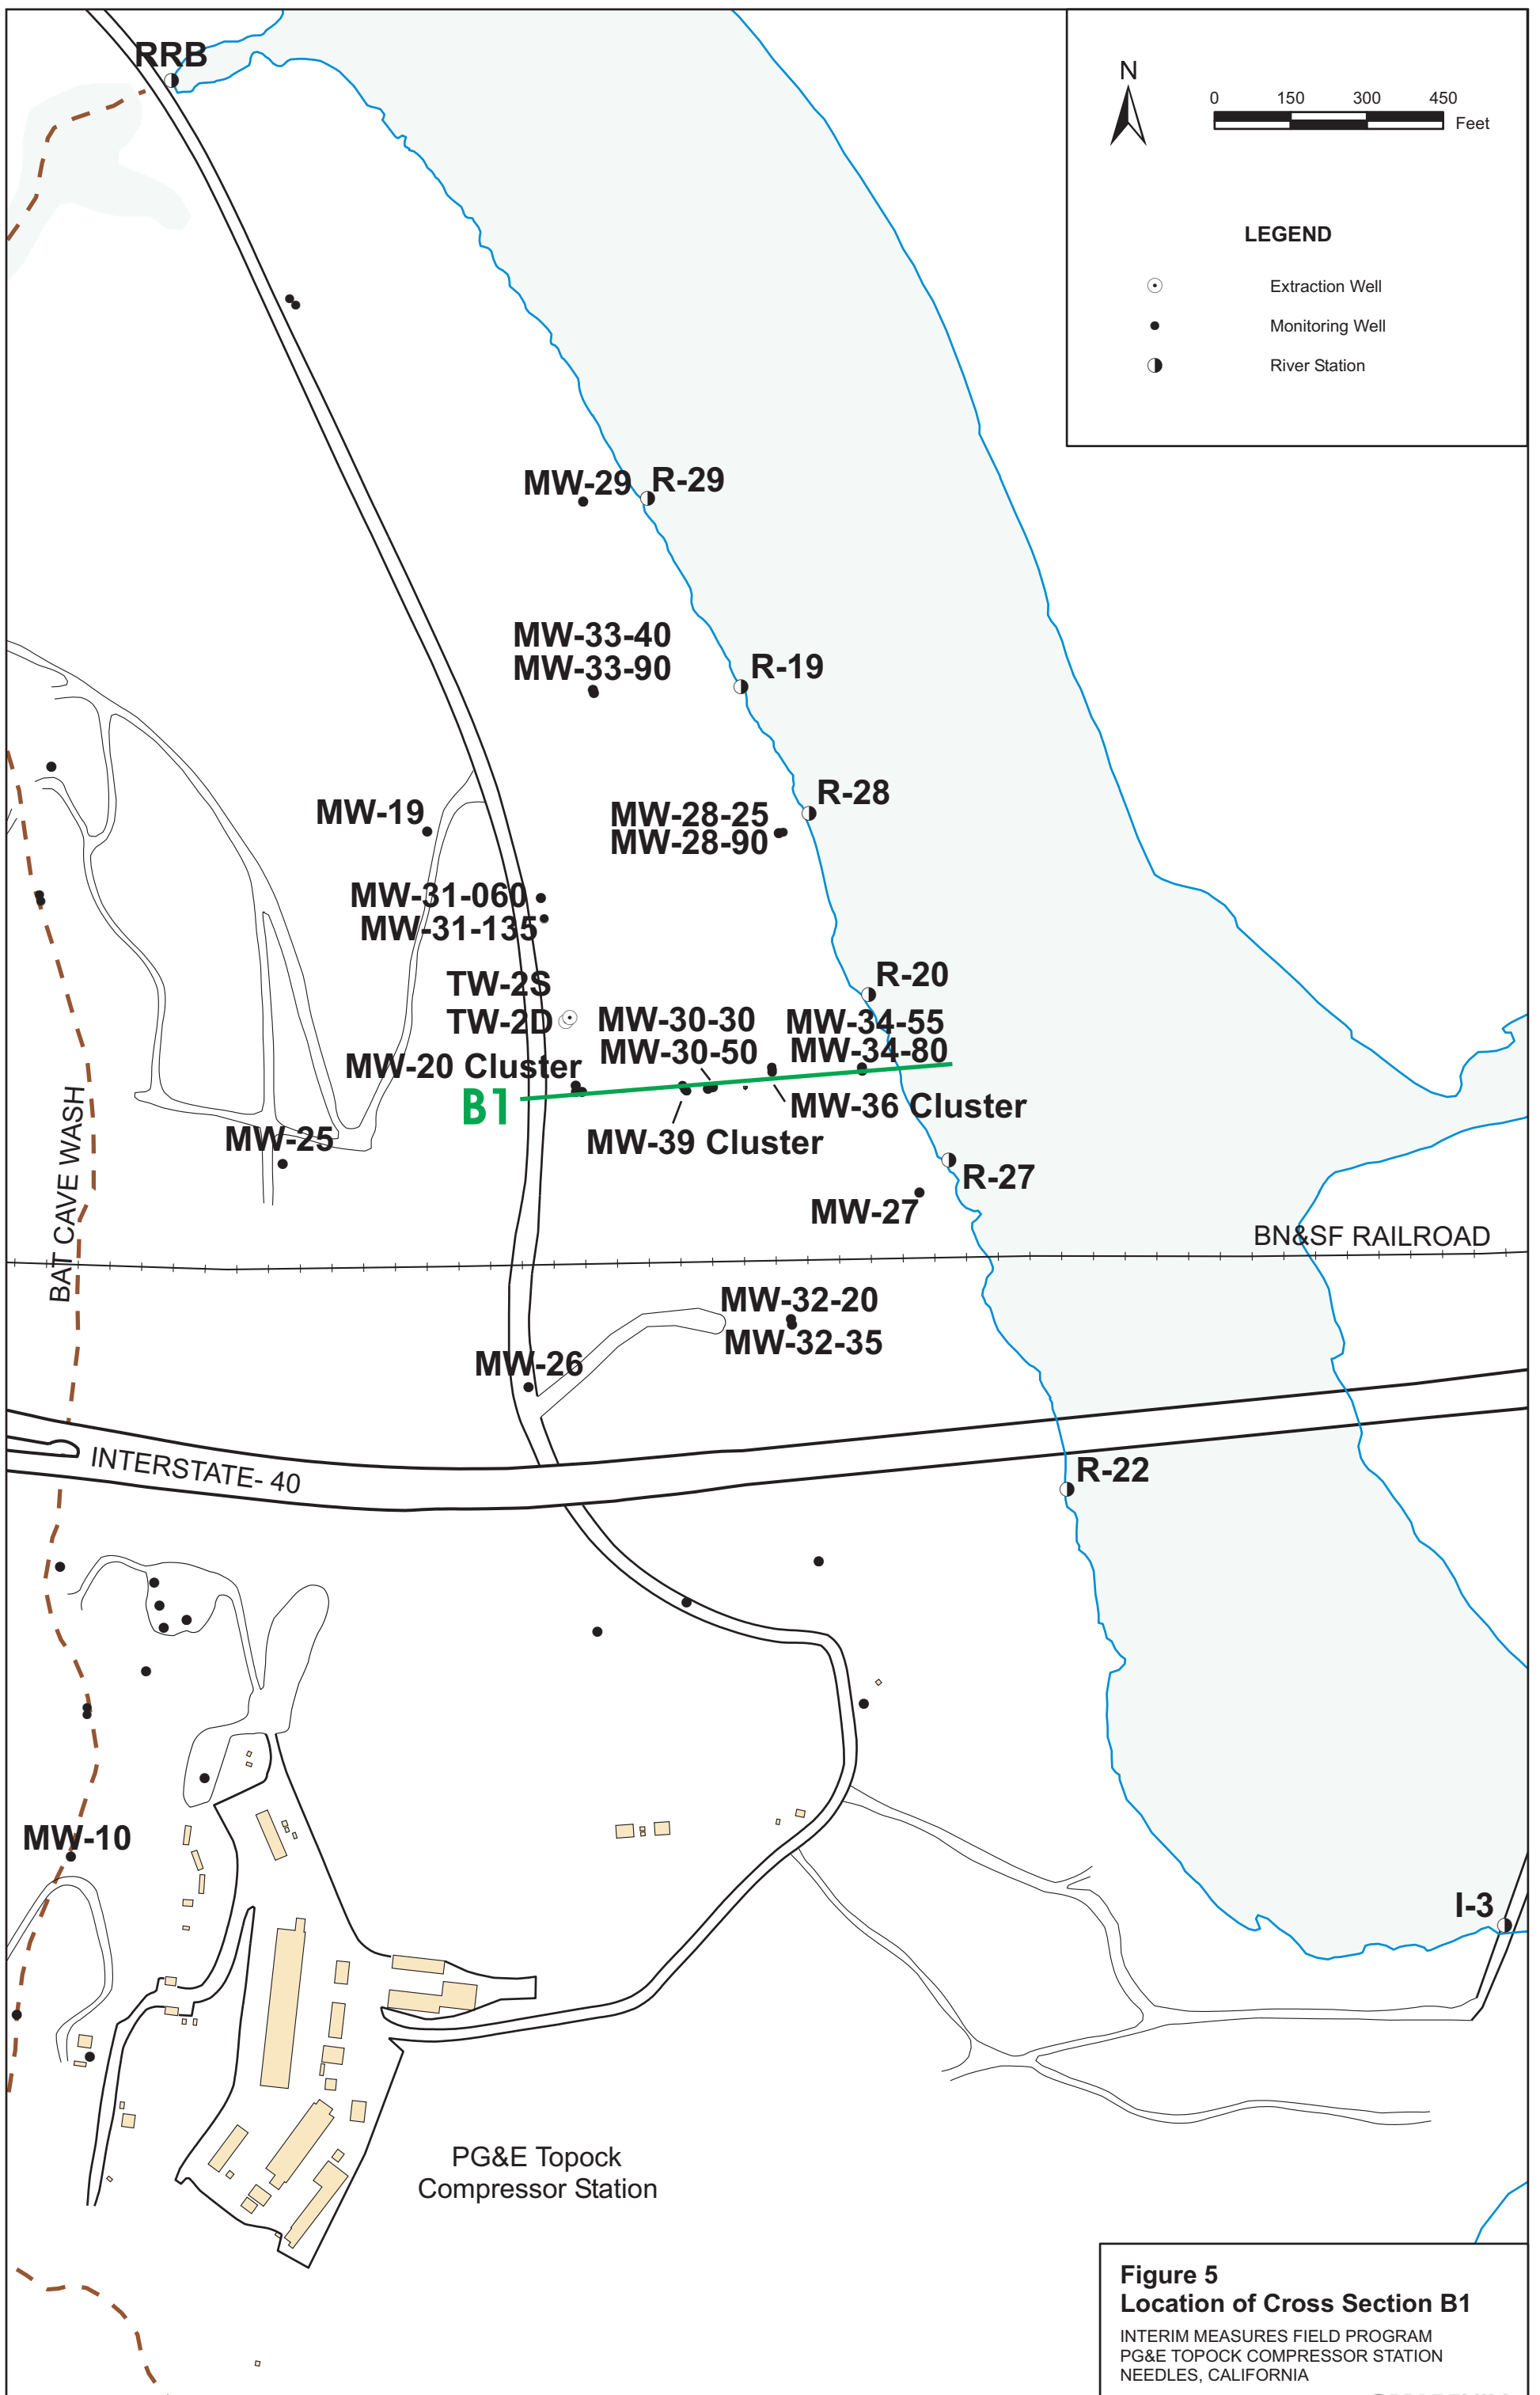 RRB
N
0 150 300 450
Feet
LEGEND
Extraction Well
Monitoring Well
River Station
MW-29
R-29
MW-33-40
MW-33-90
R-19
R-28
MW-28-25
MW-28-90
MW-19
MW-31-060
MW-31-135
R-20
TW-2S
TW-2D
MW-30-30
MW-30-50
MW-34-55
MW-34-80
MW-20 Cluster
B1
MW-36 Cluster
MW-39 Cluster
MW-25
BAT CAVE WASH
R-27
MW-27
BN&SF RAILROAD
MW-32-20
MW-32-35
MW-26
INTERSTATE- 40
R-22
MW-10
I-3
PG&E Topock
Compressor Station
Figure 5
Location of Cross Section B1
INTERIM MEASURES FIELD PROGRAM
PG&E TOPOCK COMPRESSOR STATION
NEEDLES, CALIFORNIA